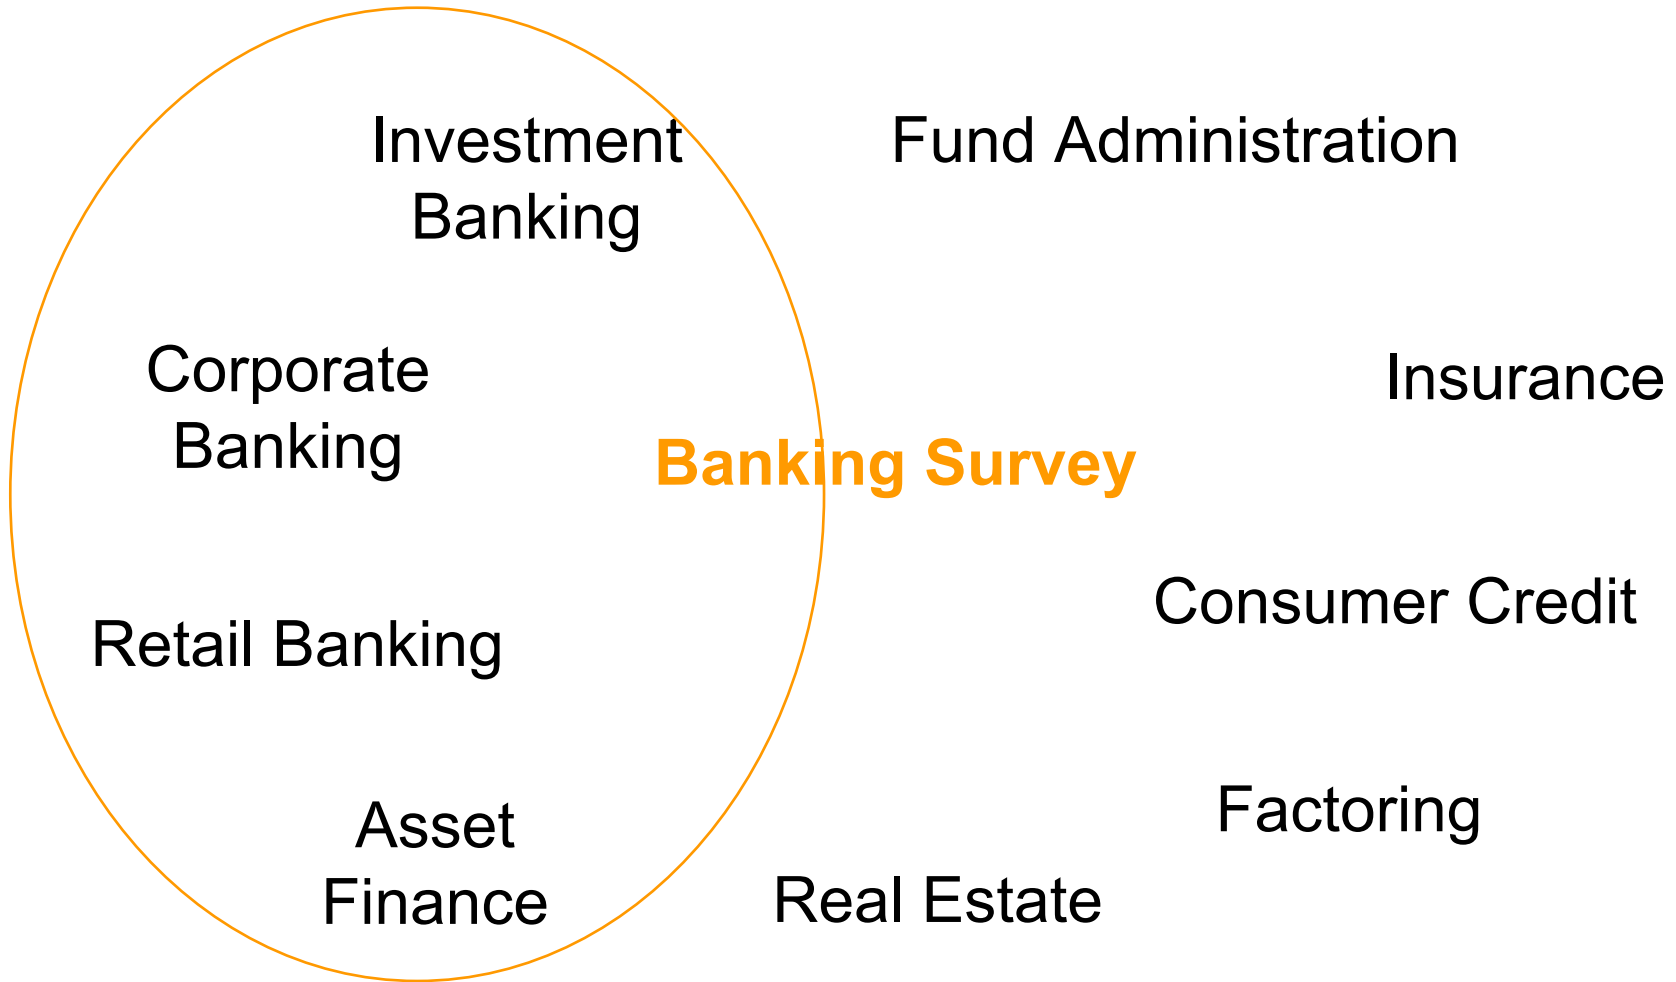 Investment
Banking
Fund Administration
Corporate
Banking
Insurance
Banking Survey
Retail Banking
Consumer Credit
Asset
Finance
Factoring
Real Estate